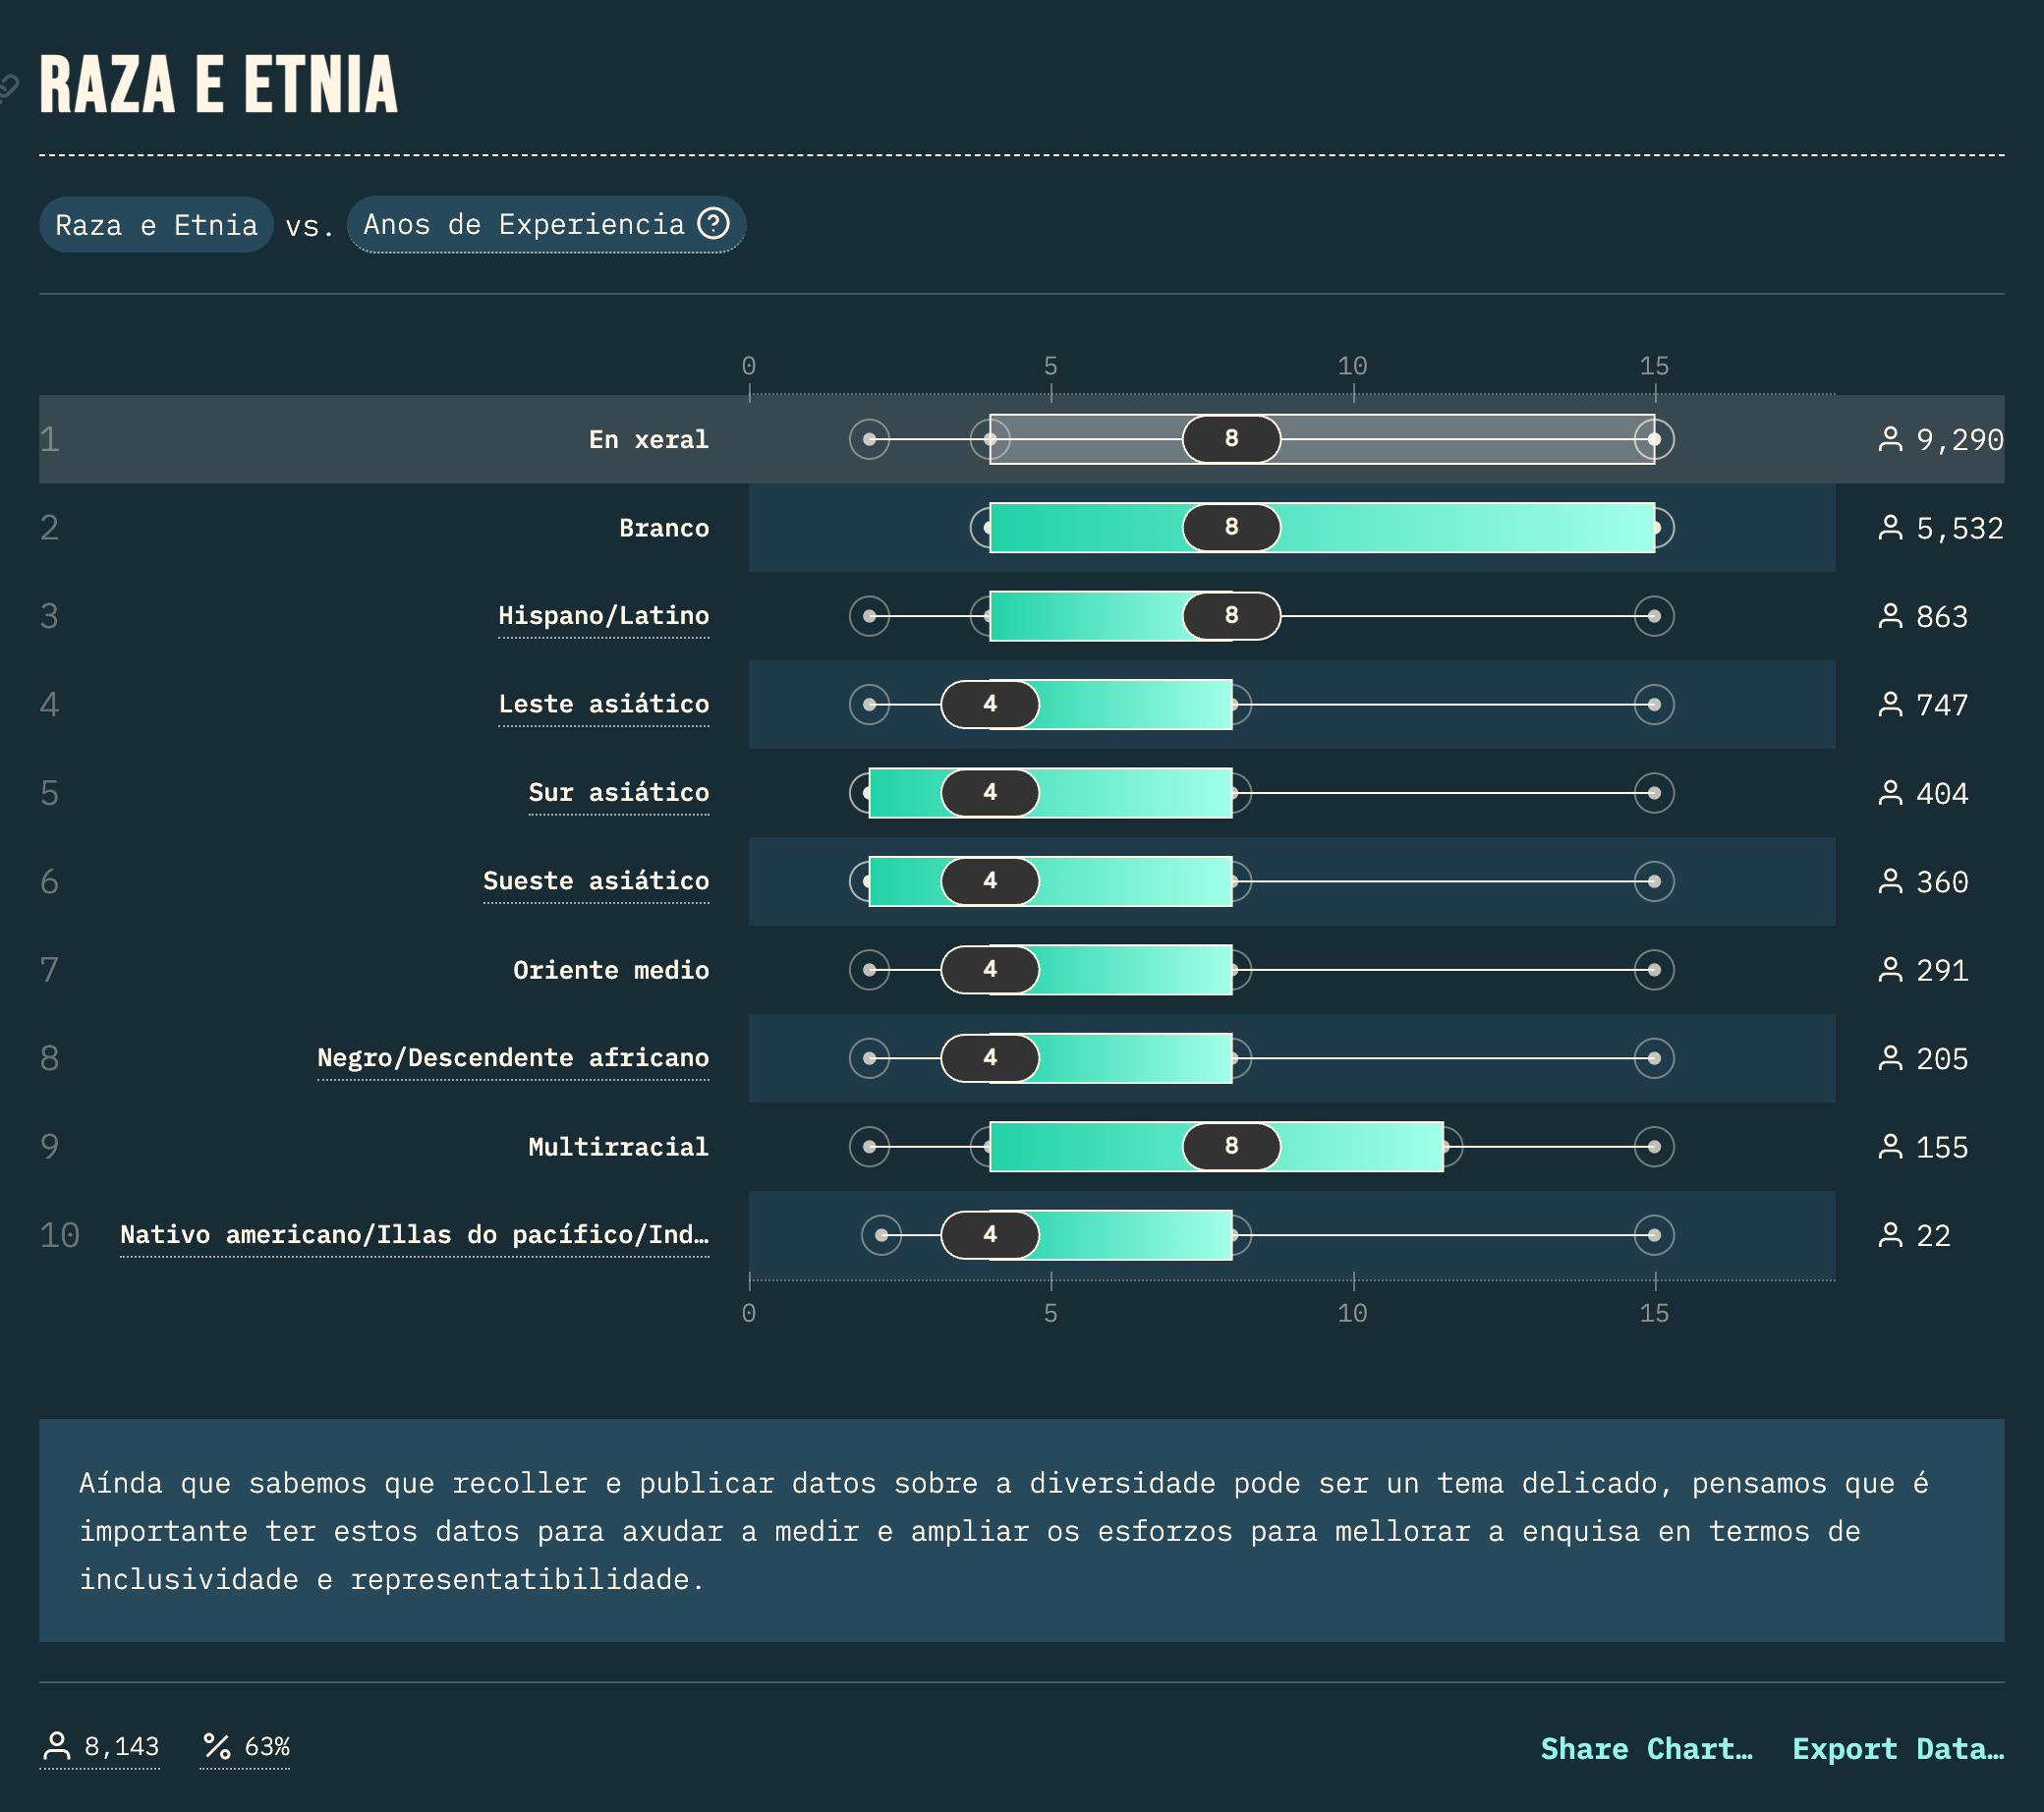 RAZA E ETNIA
Raza e Etnia vs. Anos de Experiencia ?
0 5 10 15
1 En xeral 8 9,290
2 Branco 8 5,532
3 Hispano/Latino 8 863
4 Leste asiático 4 747
5 Sur asiático 4 404
6 Sueste asiático 4 360
7 Oriente medio 4 291
8 Negro/Descendente africano 4 205
9 Multirracial 8 155
10 Nativo americano/Illas do pacífico/Ind… 4 22
0 5 10 15
Aínda que sabemos que recoller e publicar datos sobre a diversidade pode ser un tema delicado, pensamos que é
importante ter estos datos para axudar a medir e ampliar os esforzos para mellorar a enquisa en termos de
inclusividade e representatibilidade.
8,143 % 63% Share Chart… Export Data…